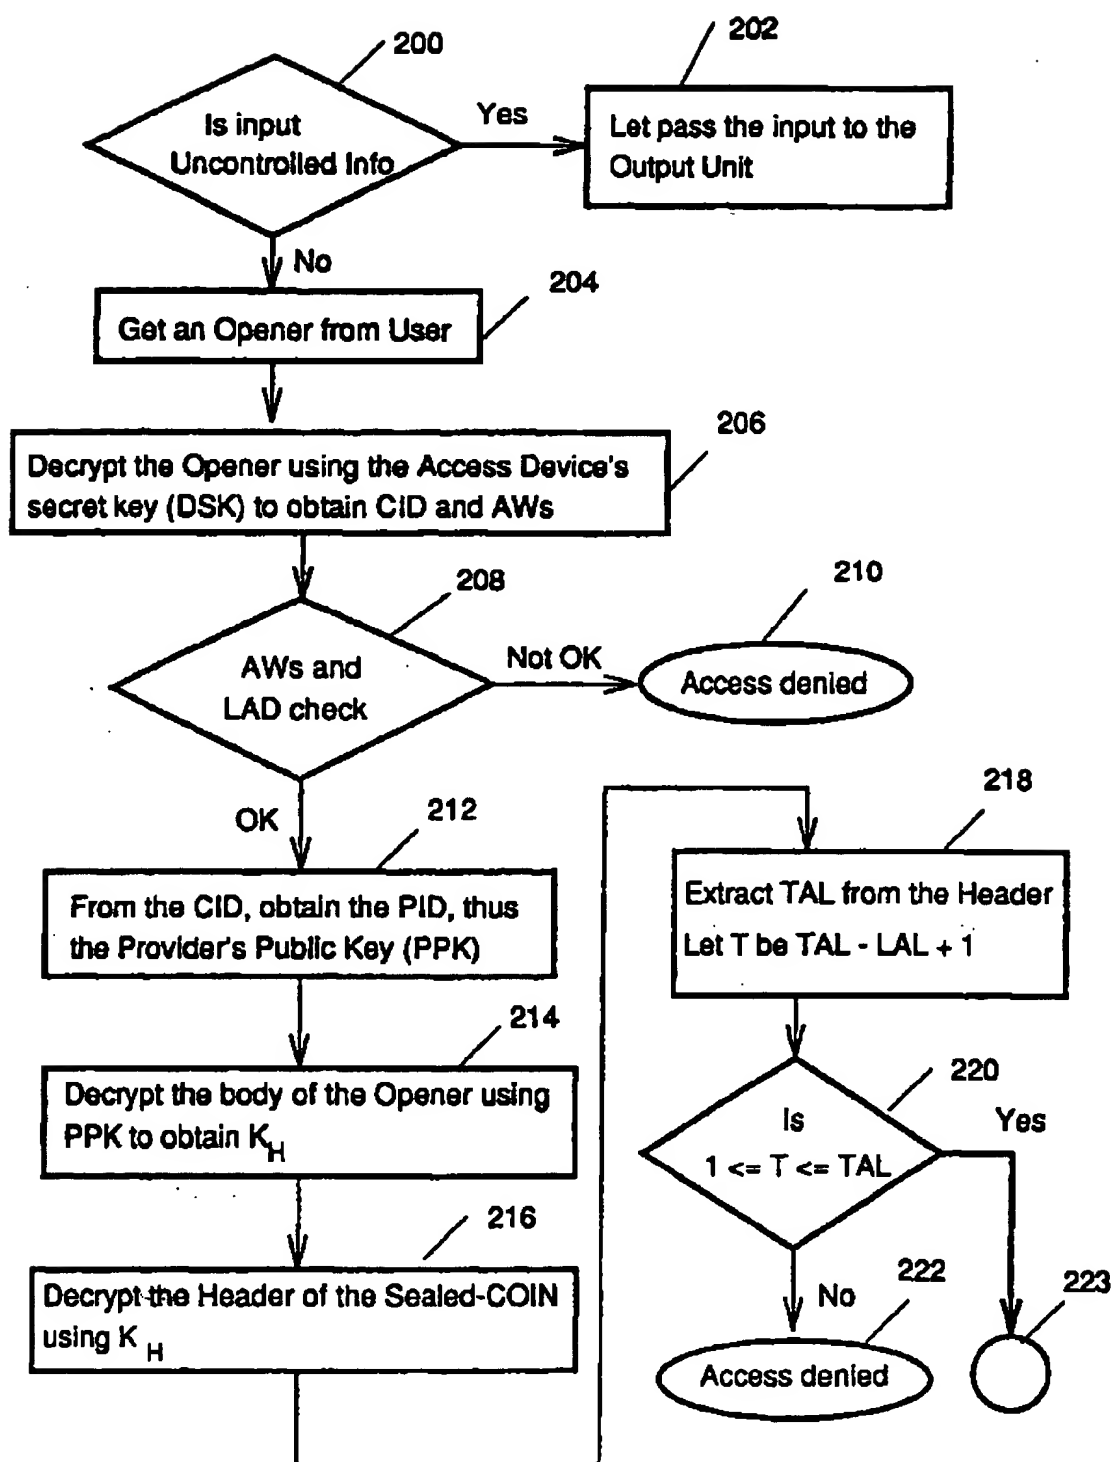 200
202
Is input
Uncontrolled Info
Yes
Let pass the input to the
Output Unit
No
204
Get an Opener from User
206
Decrypt the Opener using the Access Device's
secret key (DSK) to obtain CID and AWs
208
210
AWs and
LAD check
Not OK
Access denied
OK
212
From the CID, obtain the PID, thus
the Provider's Public Key (PPK)
214
Decrypt the body of the Opener using
PPK to obtain K_H
216
Decrypt the Header of the Sealed-COIN
using K_H
218
Extract TAL from the Header
Let T be TAL - LAL + 1
220
Is
1 <= T <= TAL
Yes
No
222
Access denied
223